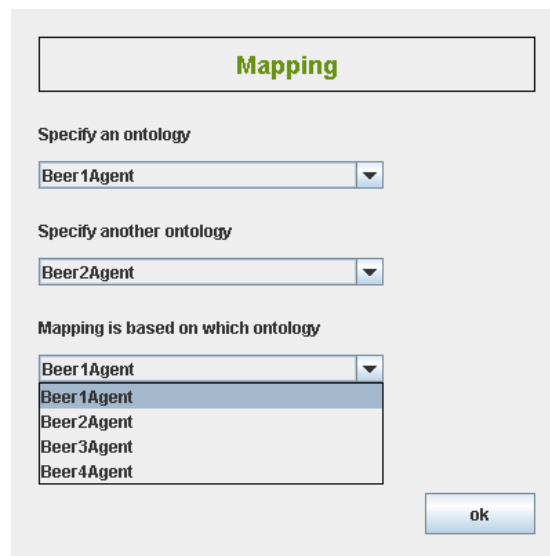 Mapping
Specify an ontology
Beer1Agent
Specify another ontology
Beer2Agent
Mapping is based on which ontology
Beer1Agent
Beer1Agent
Beer2Agent
Beer3Agent
Beer4Agent
ok